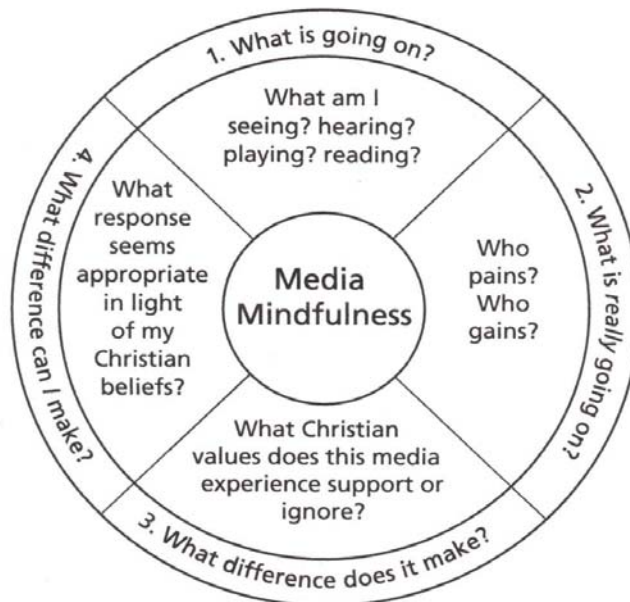 1. What is going on?
What am I
seeing? hearing?
playing? reading?
2. What is really going on?
Who
pains?
Who
gains?
3. What difference does it make?
What Christian
values does this media
experience support or
ignore?
4. What difference can I make?
What
response
seems
appropriate
in light
of my
Christian
beliefs?
Media
Mindfulness